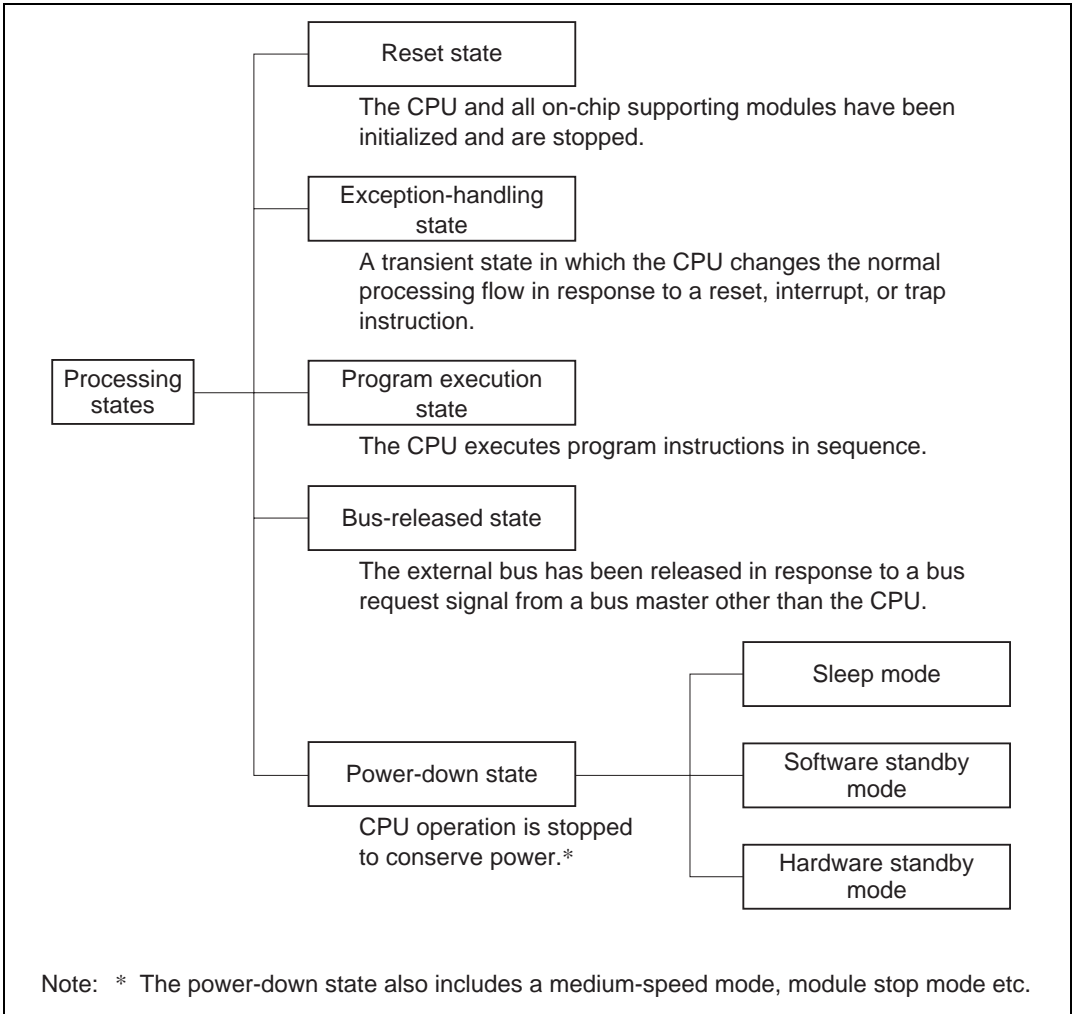 Reset state
The CPU and all on-chip supporting modules have been
initialized and are stopped.
Exception-handling
state
A transient state in which the CPU changes the normal
processing flow in response to a reset, interrupt, or trap
instruction.
Processing
states
Program execution
state
The CPU executes program instructions in sequence.
Bus-released state
The external bus has been released in response to a bus
request signal from a bus master other than the CPU.
Sleep mode
Power-down state
CPU operation is stopped
to conserve power.*
Software standby
mode
Hardware standby
mode
Note: * The power-down state also includes a medium-speed mode, module stop mode etc.